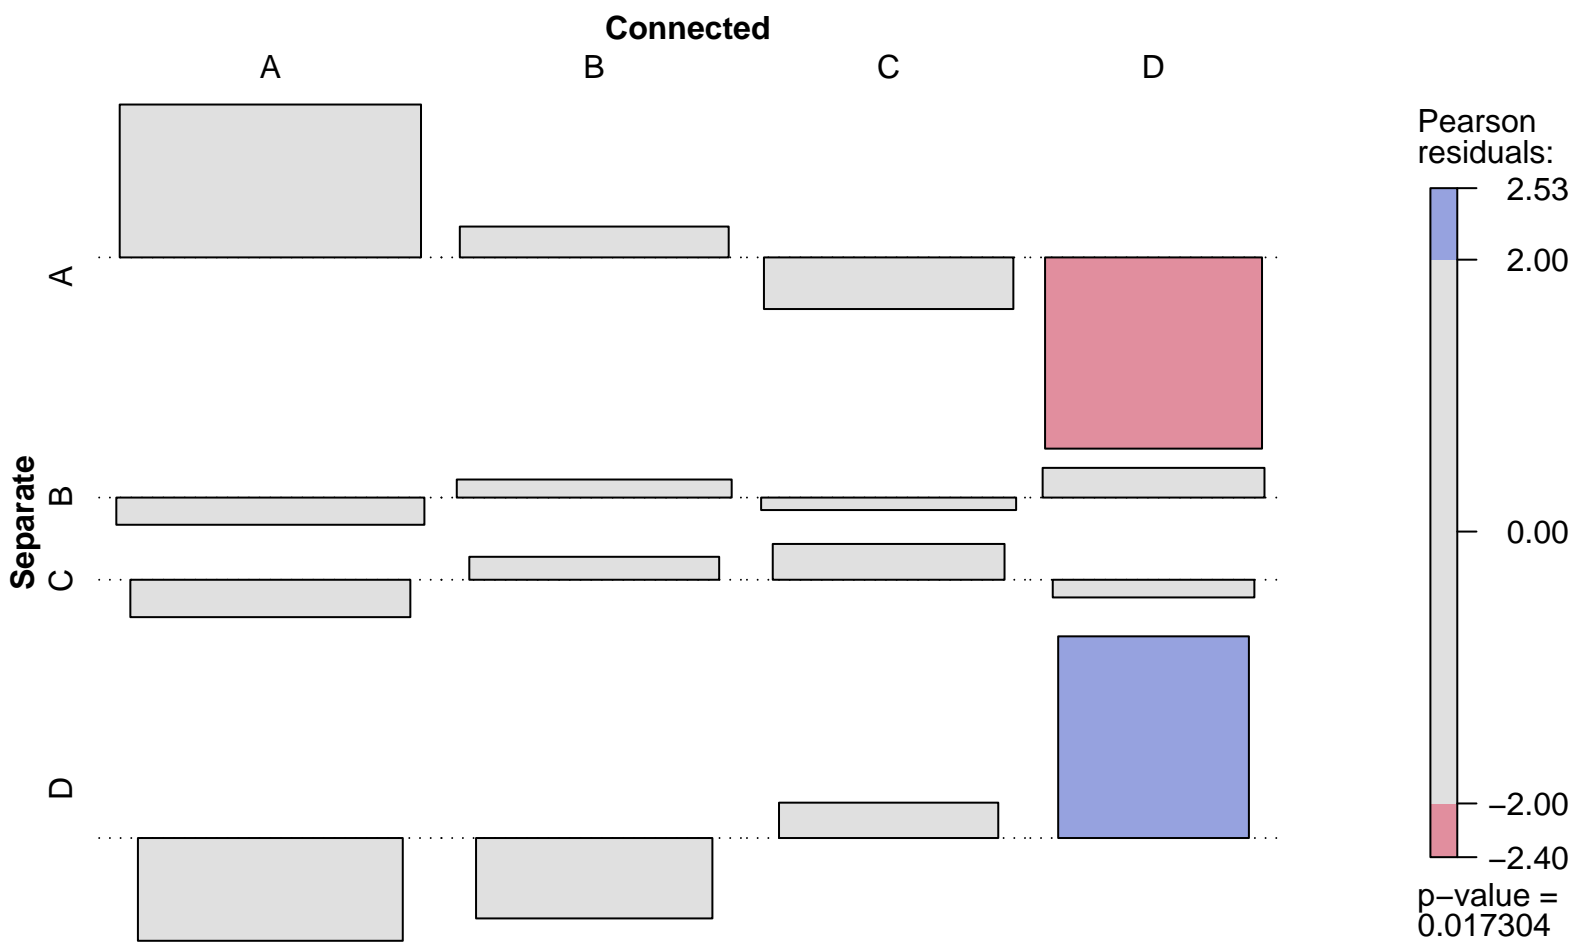 Connected
A B C D
Pearson
residuals:
2.53
2.00
0.00
−2.00
−2.40
p−value =
0.017304
Separate
A
B
C
D